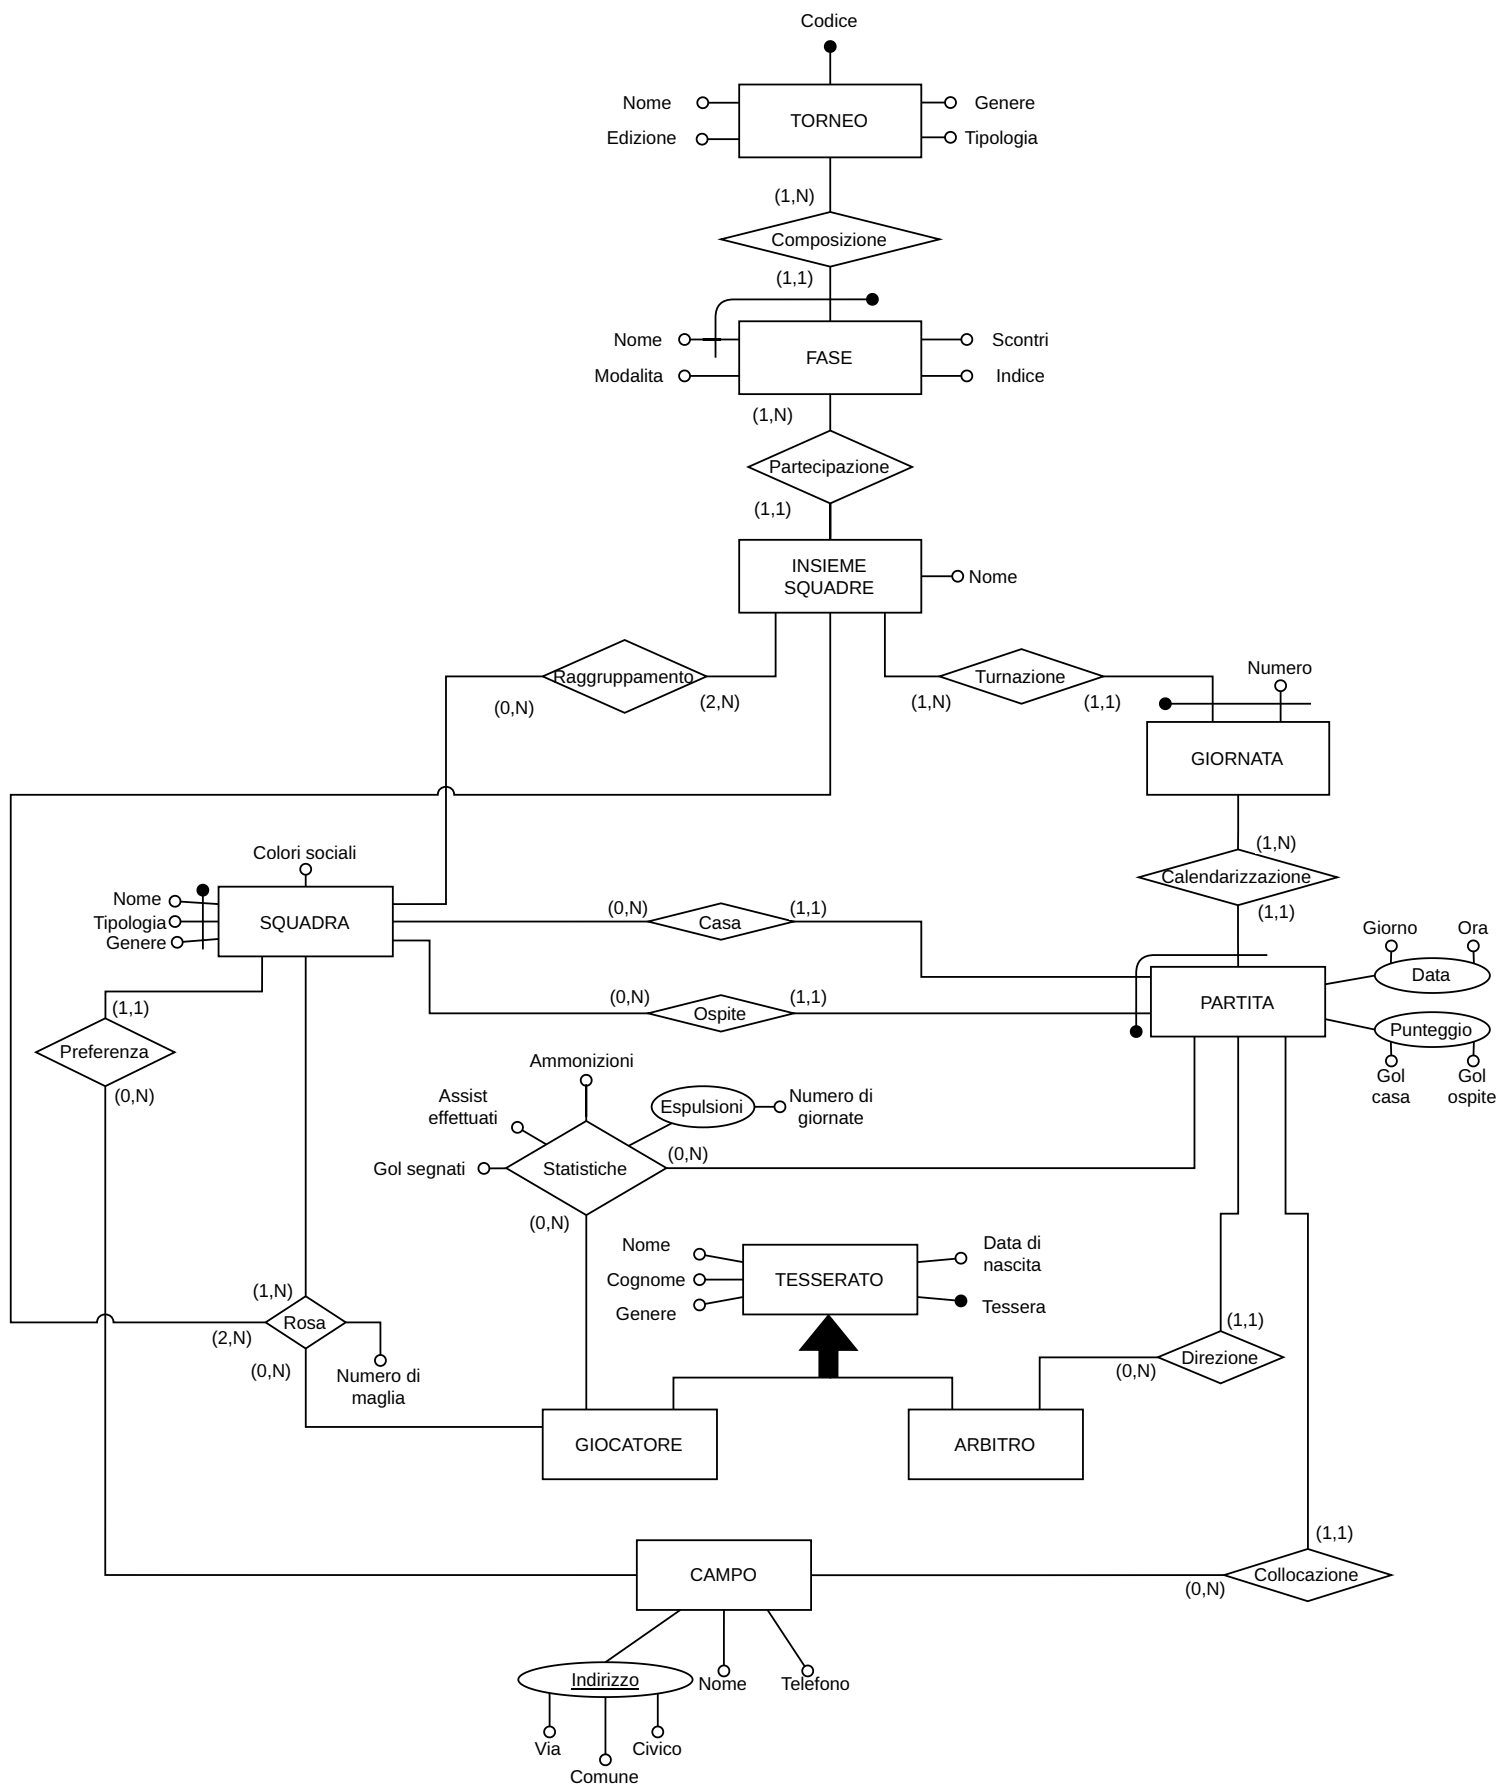 Codice
Nome
Genere
TORNEO
Edizione
Tipologia
(1,N)
Composizione
(1,1)
Nome
Scontri
FASE
Modalita
Indice
(1,N)
Partecipazione
(1,1)
INSIEME
SQUADRE
Nome
Raggruppamento
(0,N)
(2,N)
Turnazione
(1,N)
(1,1)
Numero
GIORNATA
(1,N)
Calendarizzazione
(1,1)
Colori sociali
Nome
Tipologia
Genere
SQUADRA
(0,N)
Casa
(1,1)
(0,N)
Ospite
(1,1)
Giorno
Ora
Data
PARTITA
Punteggio
Gol
casa
Gol
ospite
(1,1)
Preferenza
(0,N)
Ammonizioni
Assist
effettuati
Espulsioni
Numero di
giornate
Gol segnati
Statistiche
(0,N)
(0,N)
Nome
Cognome
Genere
TESSERATO
Data di
nascita
Tessera
(1,N)
Rosa
(2,N)
(0,N)
Numero di
maglia
(1,1)
Direzione
(0,N)
GIOCATORE
ARBITRO
(1,1)
CAMPO
Collocazione
(0,N)
Indirizzo
Nome
Telefono
Via
Civico
Comune